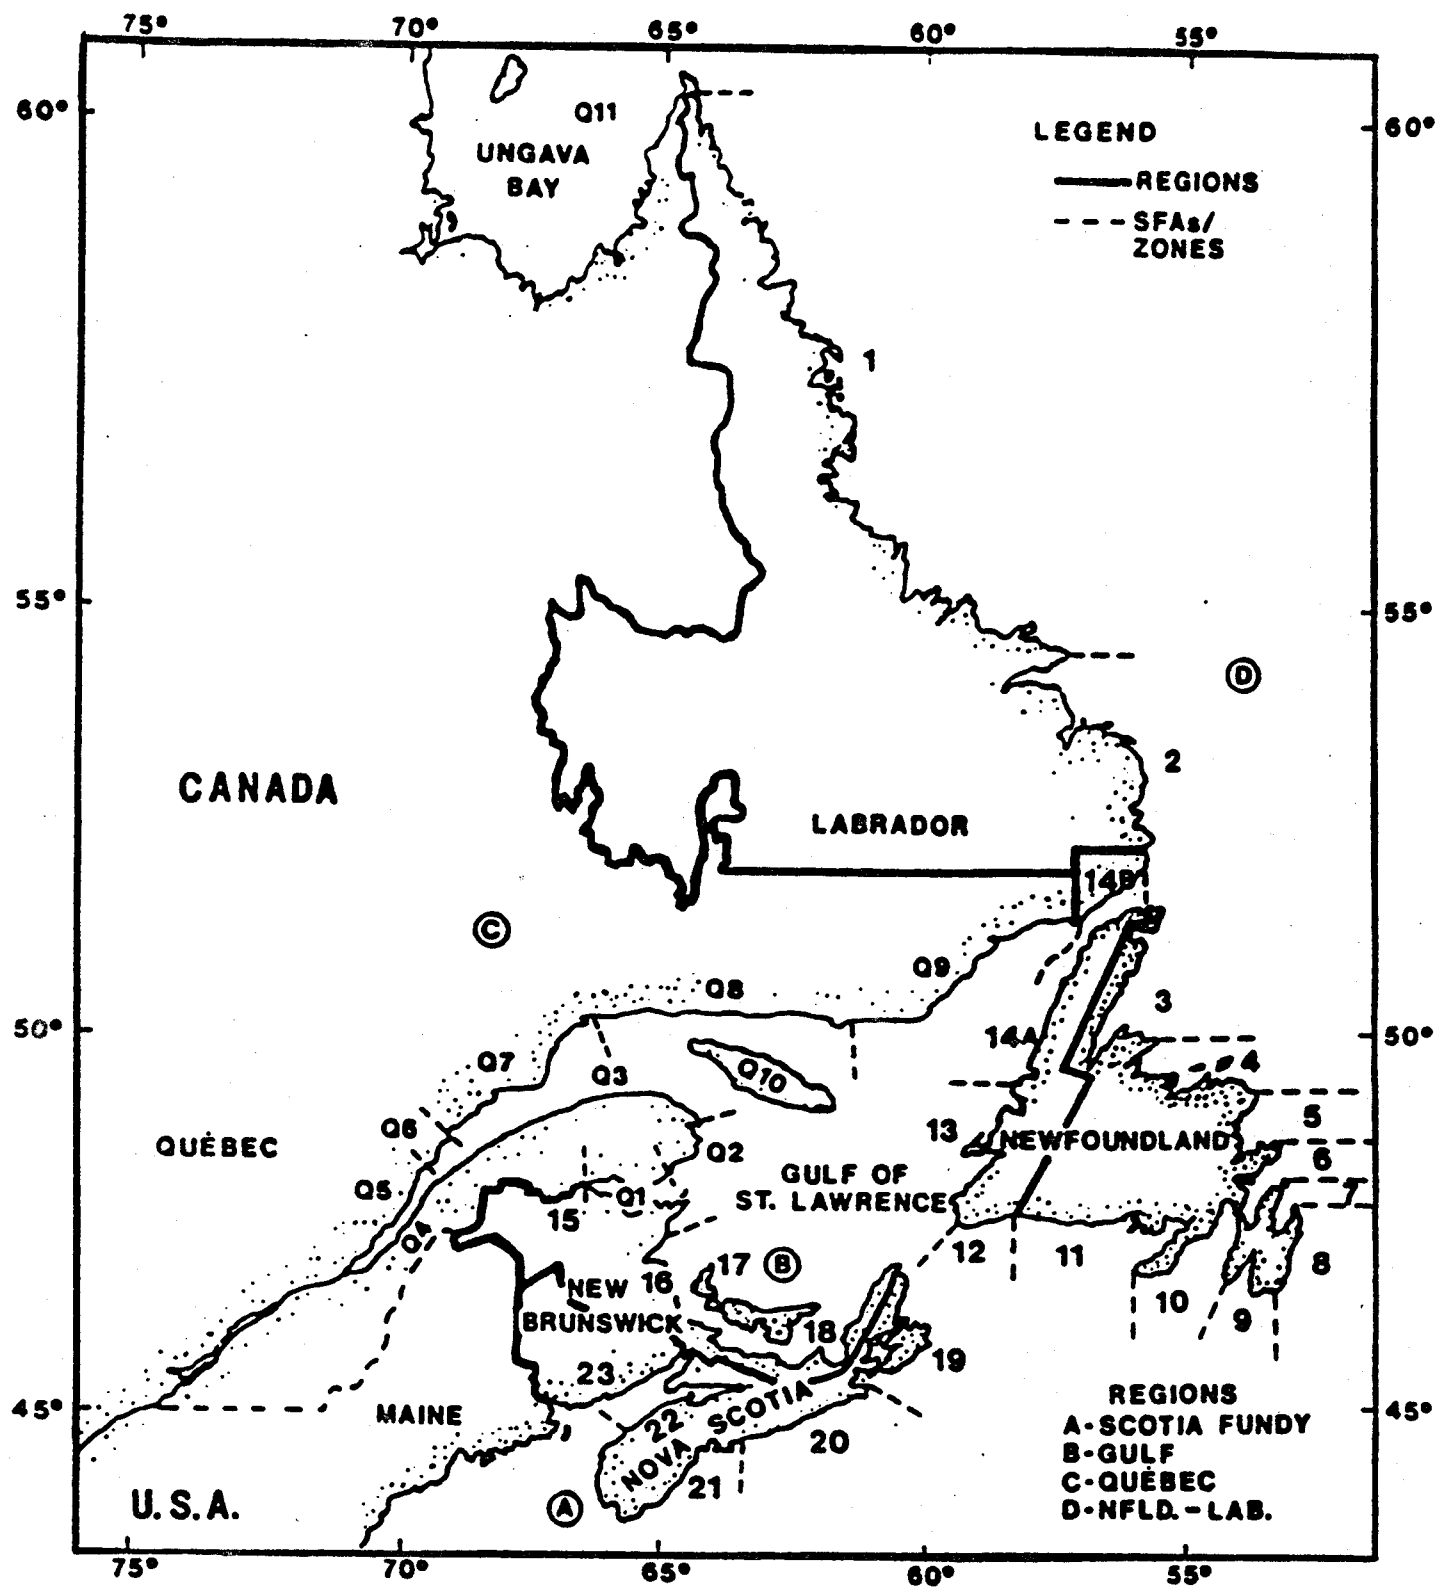 75° 70° 65° 60° 55°
60° 60°
Q11
LEGEND
UNGAVA
BAY
REGIONS
SFAs/
ZONES
1
55° 55°
D
2
CANADA
LABRADOR
14B
C
Q9
Q8
3
50° 50°
14A
Q7
Q3
Q10
4
5
Q6
13
NEWFOUNDLAND
QUÉBEC
Q2
6
GULF OF
ST. LAWRENCE
Q5
Q1
7
15
Q4
12
11
8
17
B
16
10
9
NEW
BRUNSWICK
18
19
23
45° 45°
MAINE
22
NOVA SCOTIA
20
21
REGIONS
A-SCOTIA FUNDY
B-GULF
C-QUÉBEC
D-NFLD.-LAB.
U.S.A.
A
75° 70° 65° 60° 55°